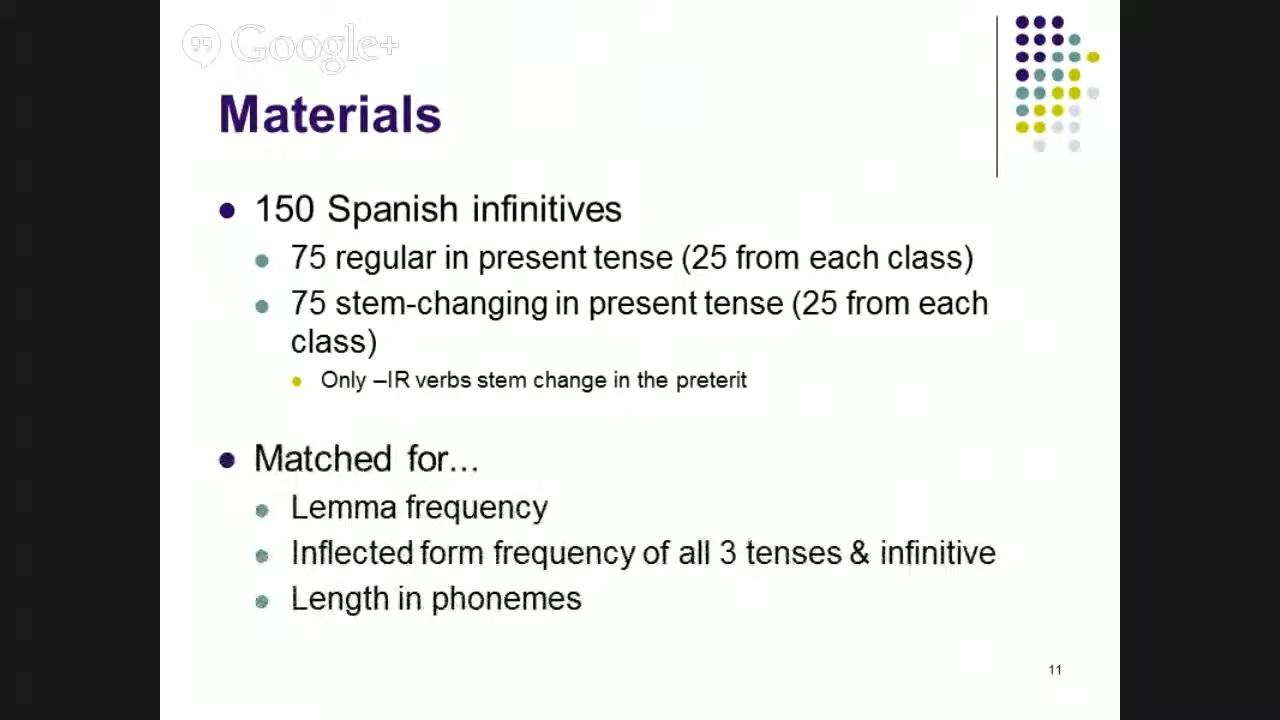 Google+
Materials
150 Spanish infinitives
75 regular in present tense (25 from each class)
75 stem-changing in present tense (25 from each
class)
Only –IR verbs stem change in the preterit
Matched for...
Lemma frequency
Inflected form frequency of all 3 tenses & infinitive
Length in phonemes
11